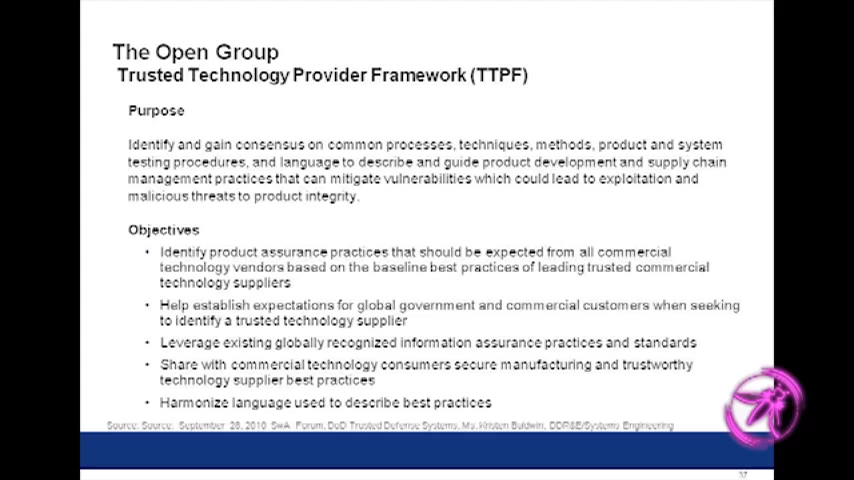 The Open Group
Trusted Technology Provider Framework (TTPF)
Purpose
Identify and gain consensus on common processes, techniques, methods, product and system
testing procedures, and language to describe and guide product development and supply chain
management practices that can mitigate vulnerabilities which could lead to exploitation and
malicious threats to product integrity.
Objectives
• Identify product assurance practices that should be expected from all commercial
technology vendors based on the baseline best practices of leading trusted commercial
technology suppliers
• Help establish expectations for global government and commercial customers when seeking
to identify a trusted technology supplier
• Leverage existing globally recognized information assurance practices and standards
• Share with commercial technology consumers secure manufacturing and trustworthy
technology supplier best practices
• Harmonize language used to describe best practices
Source: Source: September 28, 2010 SwA Forum, DoD Trusted Defense Systems, Ms. Kristen Baldwin, DDR&E/Systems Engineering
37